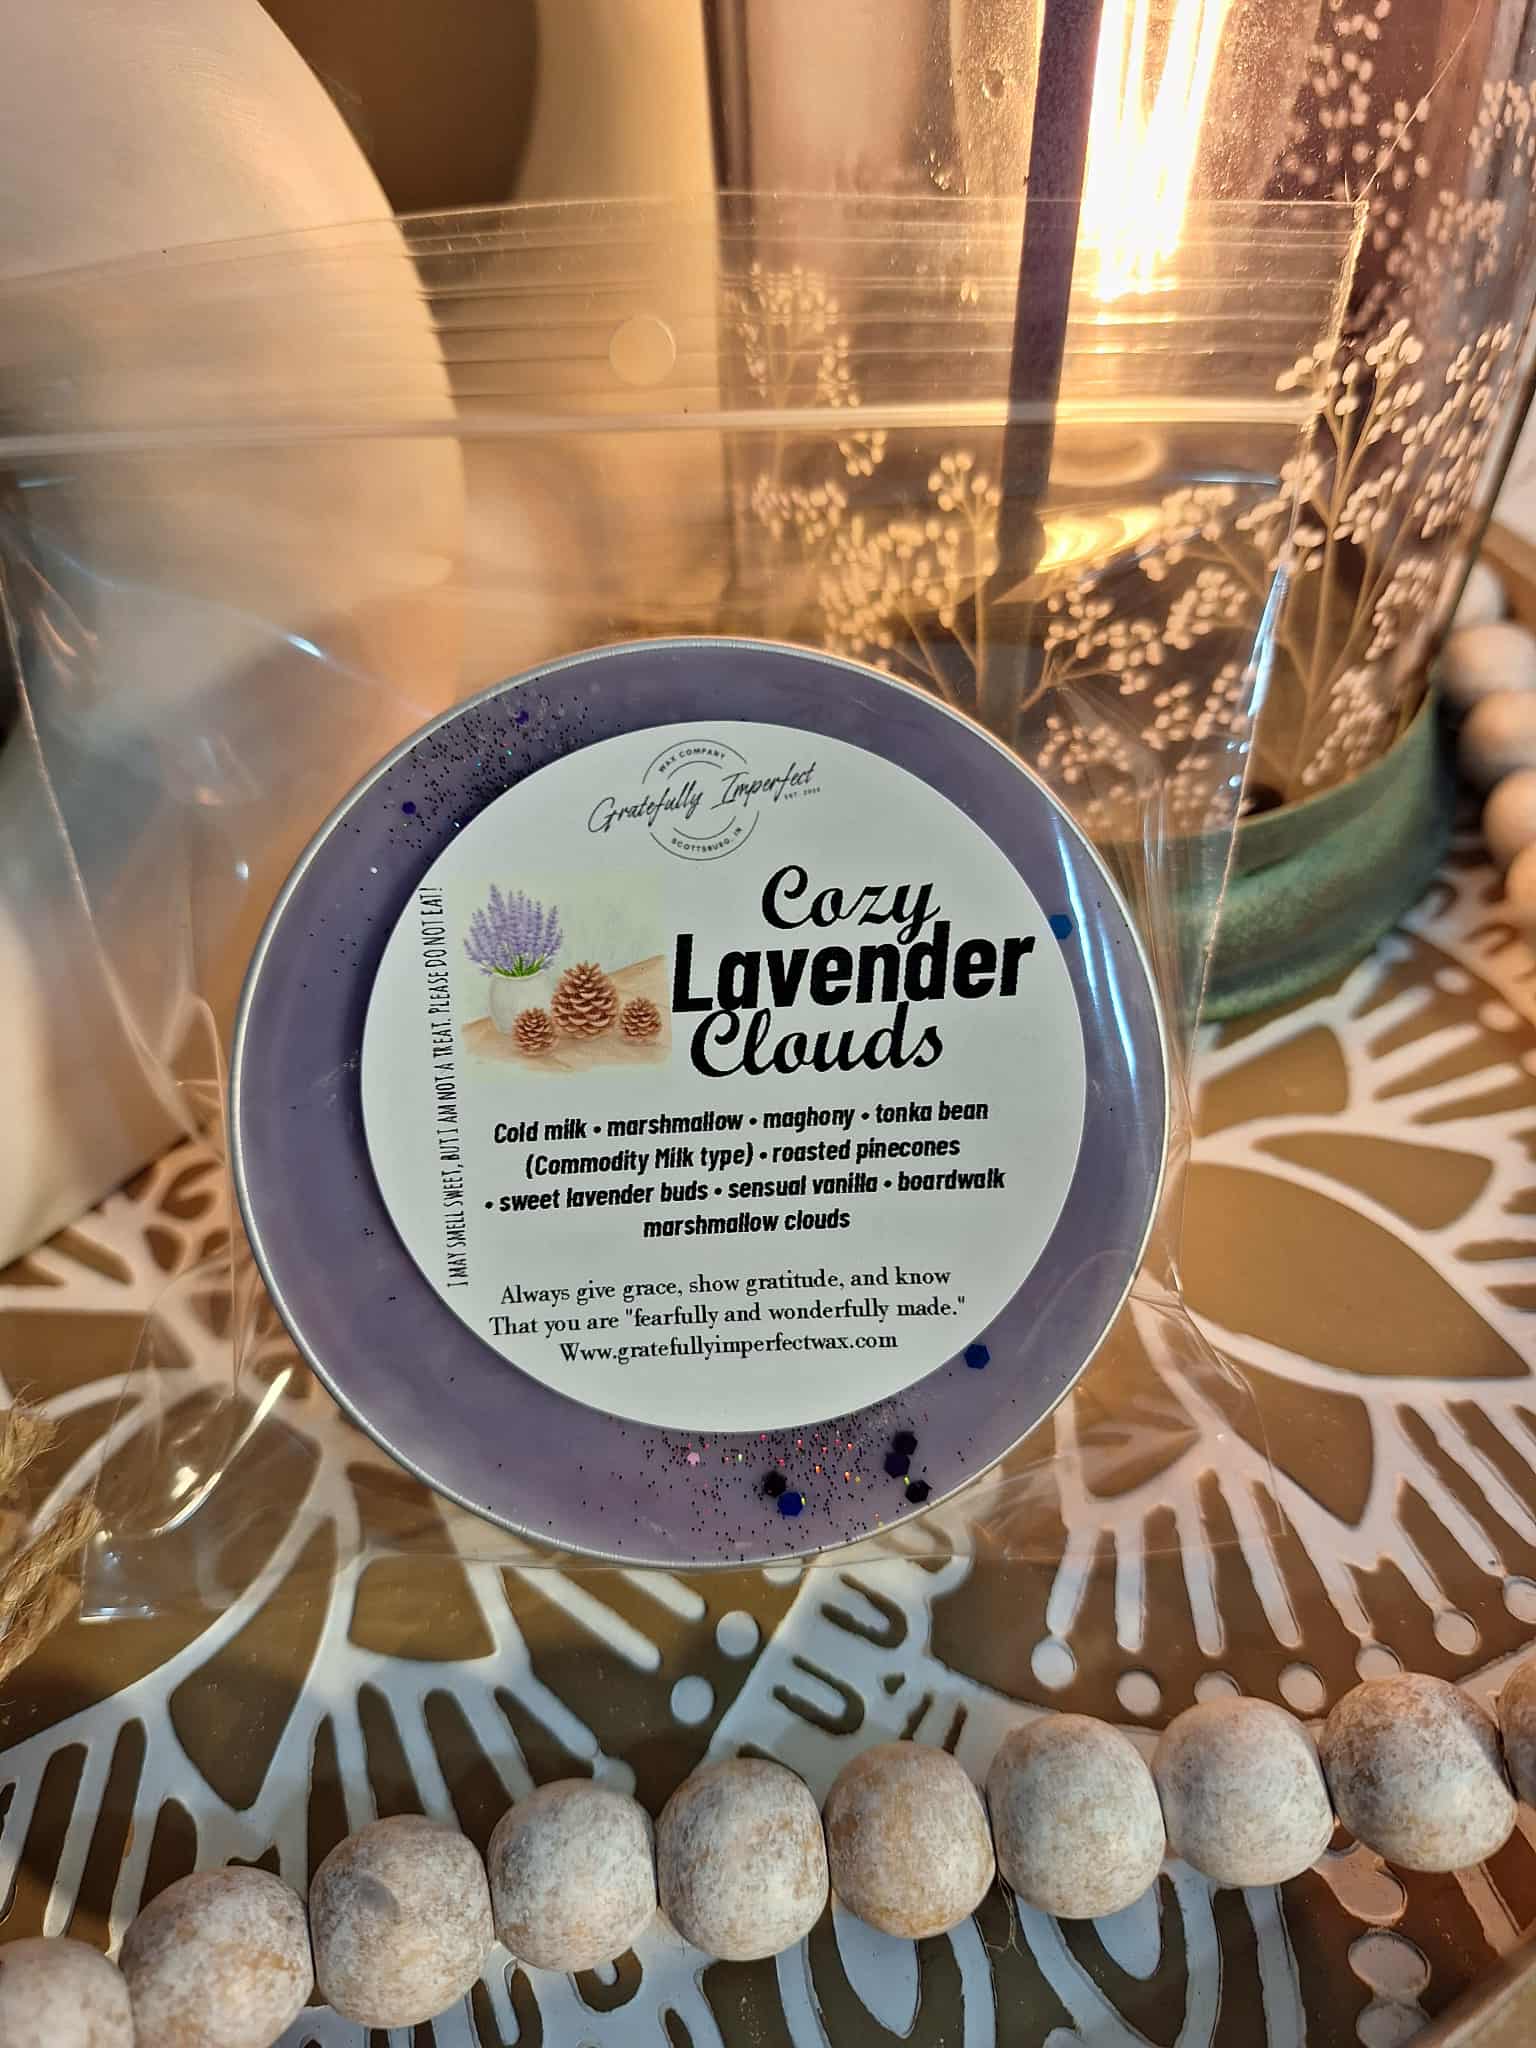 WAX COMPANY
Gratefully Imperfect
SCOTTSBURG, IN
Cozy
Lavender
Clouds
I MAY SMELL SWEET, BUT I AM NOT A TREAT. PLEASE DO NOT EAT!
Cold milk • marshmallow • maghony • tonka bean
(Commodity Milk type) • roasted pinecones
• sweet lavender buds • sensual vanilla • boardwalk
marshmallow clouds
Always give grace, show gratitude, and know
That you are "fearfully and wonderfully made."
Www.gratefullyimperfectwax.com